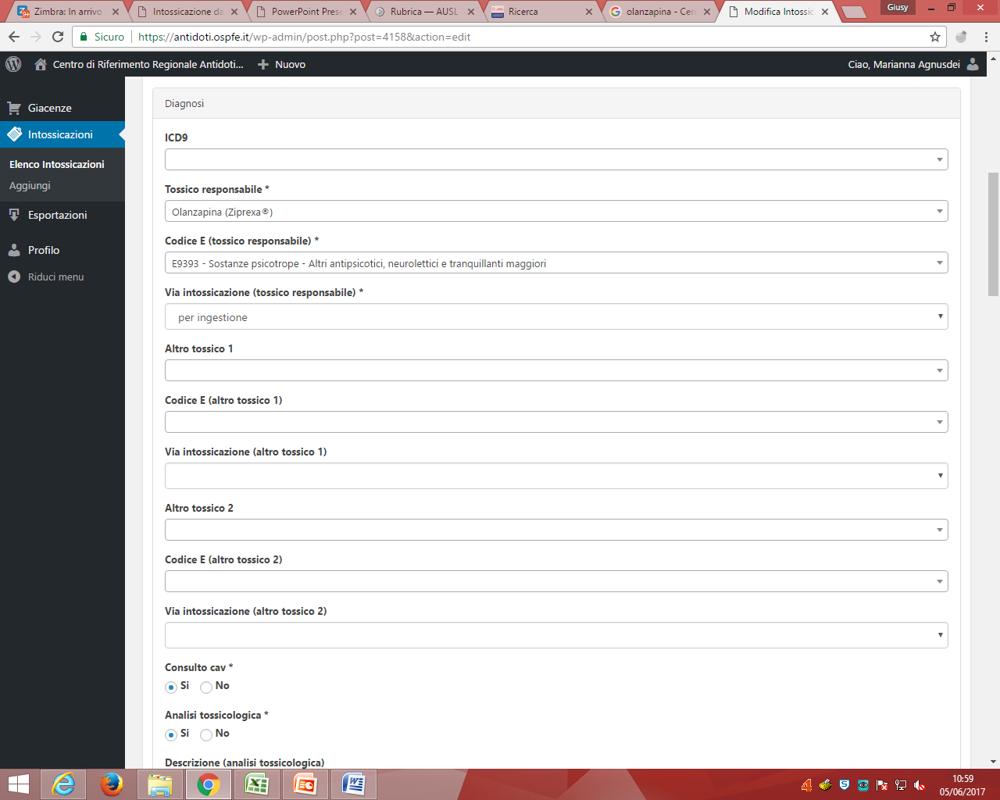 Zimbra: In arrivo
Intossicazione da
PowerPoint Prese
Rubrica — AUSL
Ricerca
olanzapina - Cerc
Modifica Intossic
Giusy
Sicuro
https://antidoti.ospfe.it/wp-admin/post.php?post=4158&action=edit
Centro di Riferimento Regionale Antidoti...
Nuovo
Ciao, Marianna Agnusdei
Giacenze
Intossicazioni
Elenco Intossicazioni
Aggiungi
Esportazioni
Profilo
Riduci menu
Diagnosi
ICD9
Tossico responsabile *
Olanzapina (Ziprexa®)
Codice E (tossico responsabile) *
E9393 - Sostanze psicotrope - Altri antipsicotici, neurolettici e tranquillanti maggiori
Via intossicazione (tossico responsabile) *
per ingestione
Altro tossico 1
Codice E (altro tossico 1)
Via intossicazione (altro tossico 1)
Altro tossico 2
Codice E (altro tossico 2)
Via intossicazione (altro tossico 2)
Consulto cav *
Si No
Analisi tossicologica *
Si No
Descrizione (analisi tossicologica)
10:59
05/06/2017